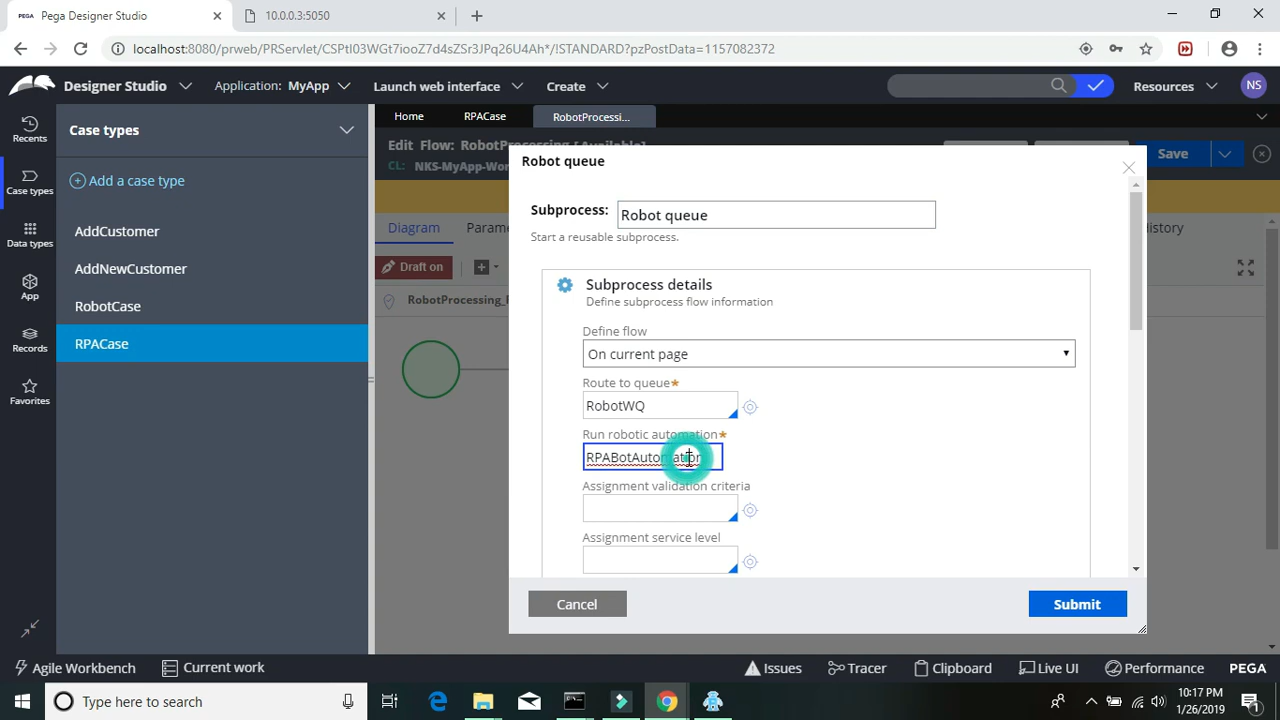 Pega Designer Studio
10.0.0.3:5050
localhost:8080/prweb/PRServlet/CSPtI03WGt7iooZ7d4sZSr3JPq26U4Ah*/!STANDARD?pzPostData=1157082372
Designer Studio
Application: MyApp
Launch web interface
Create
Resources
NS
Recents
Case types
Data types
App
Records
Favorites
Case types
Add a case type
AddCustomer
AddNewCustomer
RobotCase
RPACase
Home
RPACase
RobotProcessi...
Edit Flow: RobotProcessing [Available]
CL: NKS-MyApp-Wor
Save
Diagram
Parame
History
Draft on
RobotProcessing_
Robot queue
Subprocess: Robot queue
Start a reusable subprocess.
Subprocess details
Define subprocess flow information
Define flow
On current page
Route to queue★
RobotWQ
Run robotic automation★
RPABotAutomation
Assignment validation criteria
Assignment service level
Cancel
Submit
Agile Workbench
Current work
Issues
Tracer
Clipboard
Live UI
Performance
PEGA
Type here to search
10:17 PM
1/26/2019
1